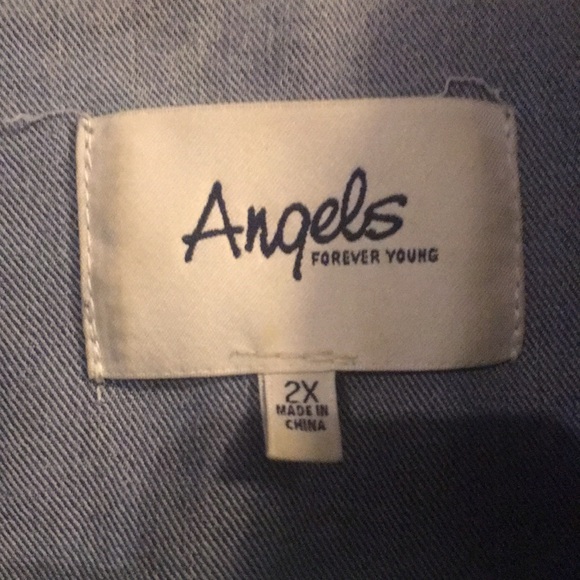 Angels
FOREVER YOUNG
2X
MADE IN
CHINA